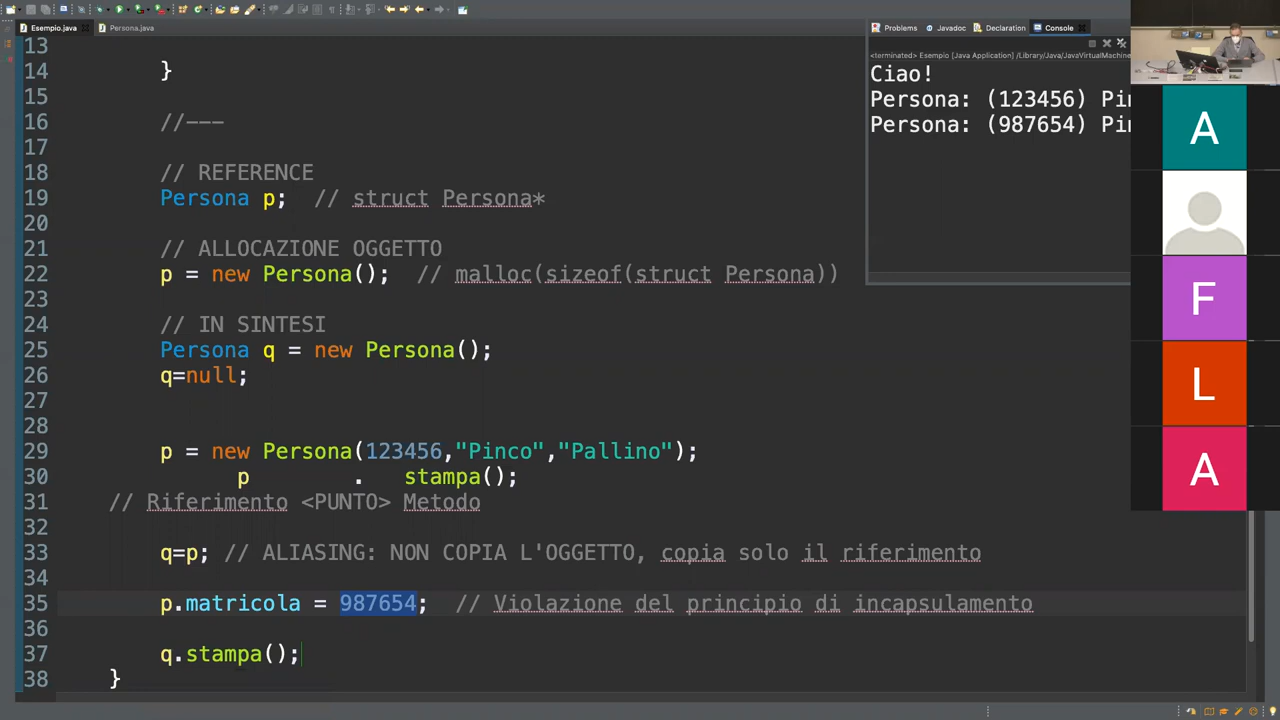 Esempio.java
Persona.java
13
14 }
15
16 //---
17
18 // REFERENCE
19 Persona p; // struct Persona*
20
21 // ALLOCAZIONE OGGETTO
22 p = new Persona(); // malloc(sizeof(struct Persona))
23
24 // IN SINTESI
25 Persona q = new Persona();
26 q=null;
27
28
29 p = new Persona(123456,"Pinco","Pallino");
30 p . stampa();
31 // Riferimento <PUNTO> Metodo
32
33 q=p; // ALIASING: NON COPIA L'OGGETTO, copia solo il riferimento
34
35 p.matricola = 987654; // Violazione del principio di incapsulamento
36
37 q.stampa();
38 }
Problems Javadoc Declaration Console
<terminated> Esempio [Java Application] /Library/Java/JavaVirtualMachine
Ciao!
Persona: (123456) Pin
Persona: (987654) Pin
A
F
L
A